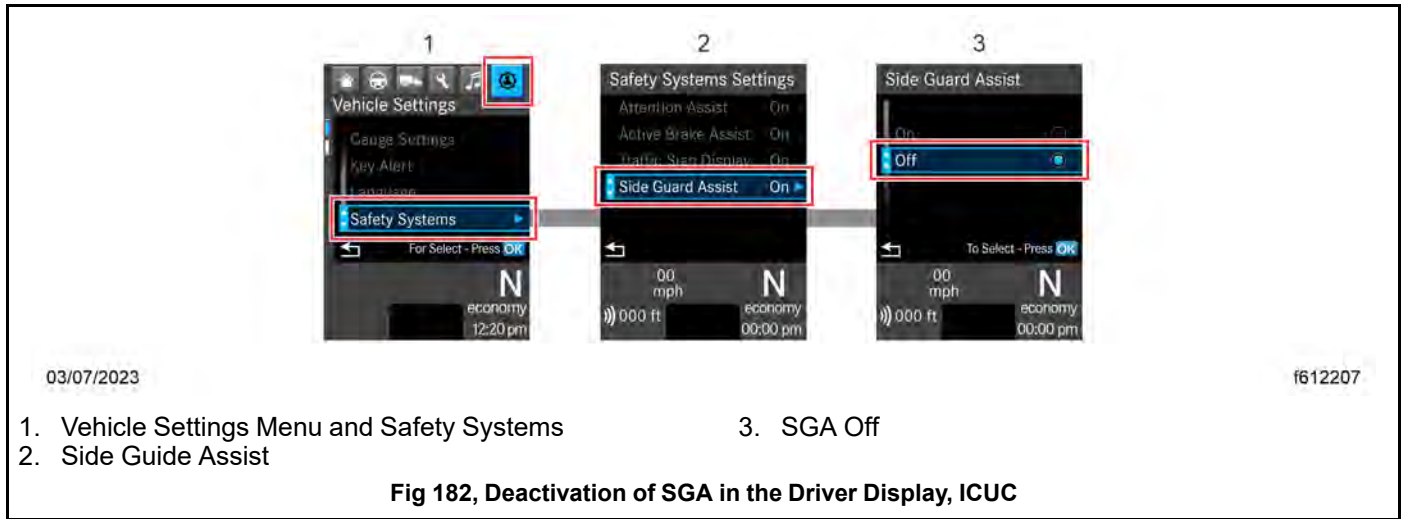 1
2
3
Vehicle Settings
Gauge Settings
Key Alert
Language
Safety Systems
For Select - Press OK
N
economy
12:20 pm
Safety Systems Settings
Attention Assist On
Active Brake Assist On
Traffic Sign Display On
Side Guard Assist On
00
mph
N
000 ft
economy
00:00 pm
Side Guard Assist
On
Off
To Select - Press OK
00
mph
N
000 ft
economy
00:00 pm
03/07/2023
f612207
1. Vehicle Settings Menu and Safety Systems
2. Side Guide Assist
3. SGA Off
Fig 182, Deactivation of SGA in the Driver Display, ICUC